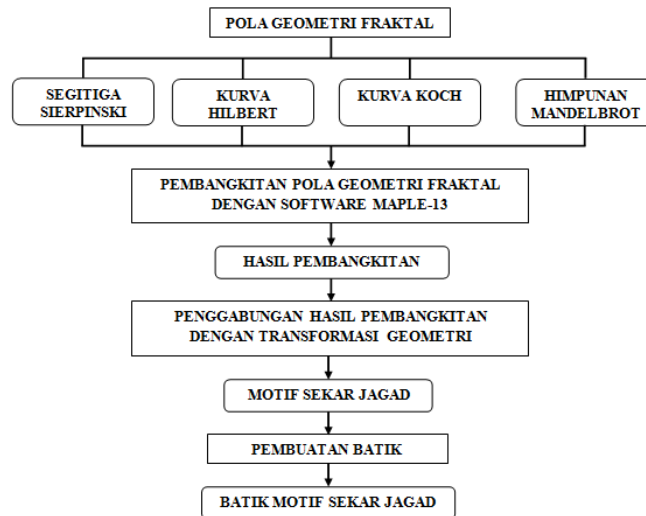 POLA GEOMETRI FRAKTAL
SEGITIGA
SIERPINSKI
KURVA
HILBERT
KURVA KOCH
HIMPUNAN
MANDELBROT
PEMBANGKITAN POLA GEOMETRI FRAKTAL
DENGAN SOFTWARE MAPLE-13
HASIL PEMBANGKITAN
PENGGABUNGAN HASIL PEMBANGKITAN
DENGAN TRANSFORMASI GEOMETRI
MOTIF SEKAR JAGAD
PEMBUATAN BATIK
BATIK MOTIF SEKAR JAGAD